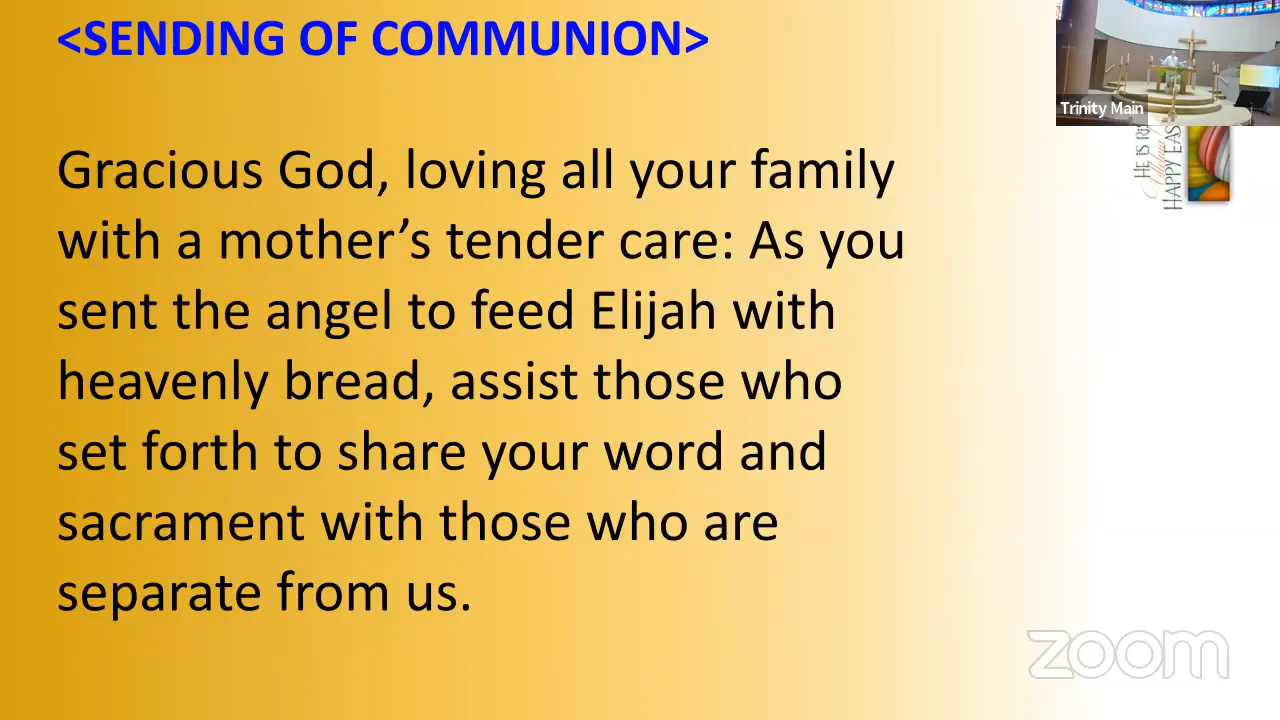 <SENDING OF COMMUNION>
Gracious God, loving all your family
with a mother’s tender care: As you
sent the angel to feed Elijah with
heavenly bread, assist those who
set forth to share your word and
sacrament with those who are
separate from us.
Trinity Main
HE IS
HAPPY
zoom